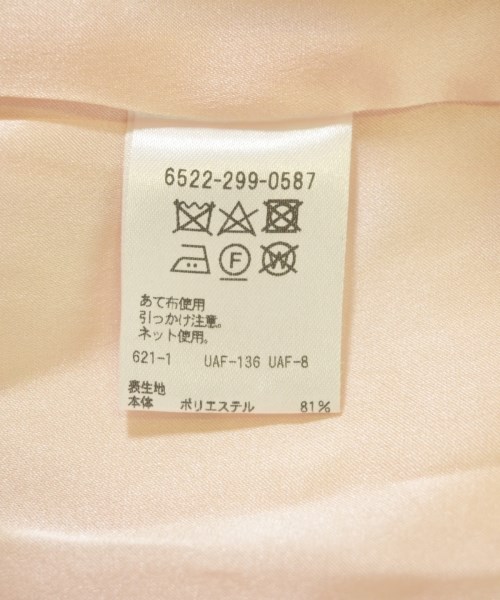 6522-299-0587
F W
あて布使用
引っかけ注意。
ネット使用。
621-1 UAF-136 UAF-8
表生地
本体 ポリエステル 81%